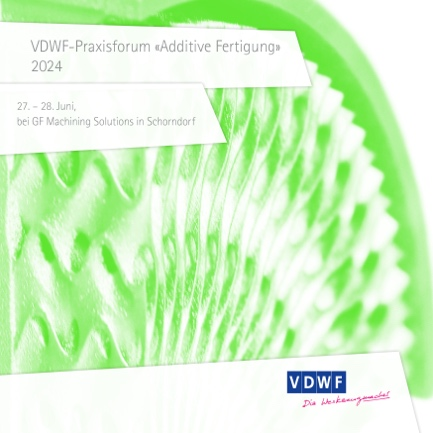 VDWF-Praxisforum «Additive Fertigung»
2024
27. – 28. Juni,
bei GF Machining Solutions in Schorndorf
VDWF
Die Werkzeugmacher